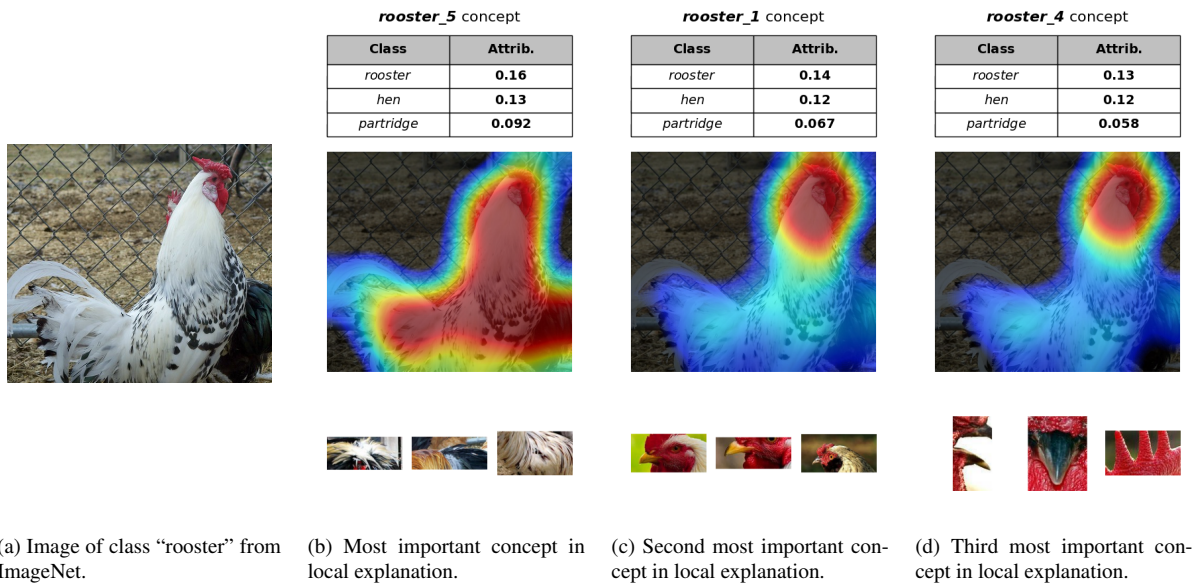 rooster_5 concept
Class Attrib.
rooster 0.16
hen 0.13
partridge 0.092
rooster_1 concept
Class Attrib.
rooster 0.14
hen 0.12
partridge 0.067
rooster_4 concept
Class Attrib.
rooster 0.13
hen 0.12
partridge 0.058
(a) Image of class “rooster” from
ImageNet.
(b) Most important concept in
local explanation.
(c) Second most important con-
cept in local explanation.
(d) Third most important con-
cept in local explanation.